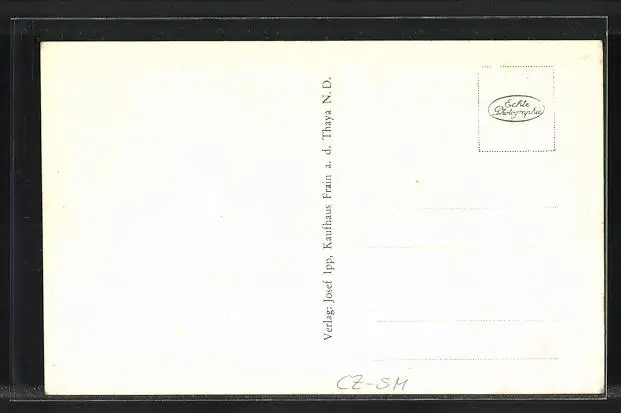 Echte
Photographie
Verlag: Josef Ipp, Kaufhaus Frain a. d. Thaya N. D.
CZ-SM